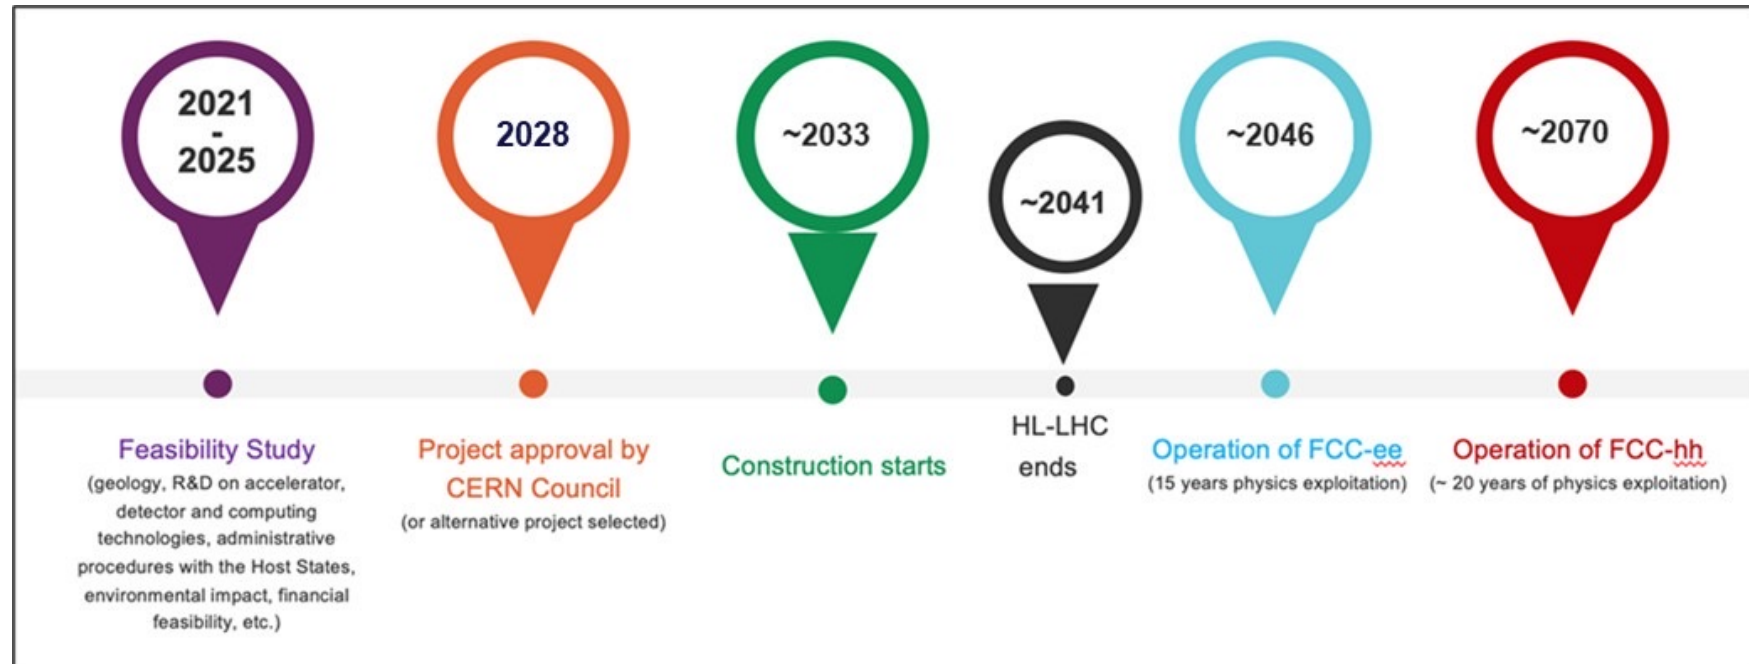 2021
-
2025
2028
~2033
~2041
~2046
~2070
Feasibility Study
(geology, R&D on accelerator,
detector and computing
technologies, administrative
procedures with the Host States,
environmental impact, financial
feasibility, etc.)
Project approval by
CERN Council
(or alternative project selected)
Construction starts
HL-LHC
ends
Operation of FCC-ee
(15 years physics exploitation)
Operation of FCC-hh
(~ 20 years of physics exploitation)